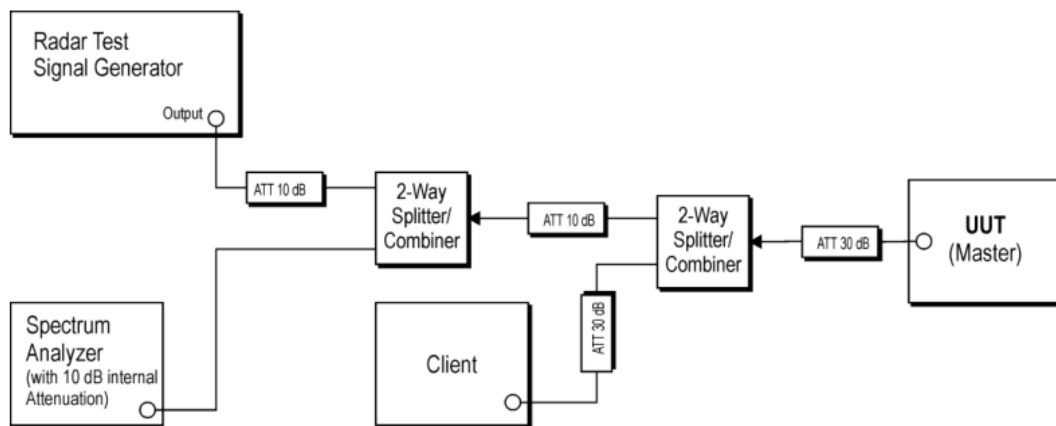 Radar Test
Signal Generator
Output
ATT 10 dB
2-Way
Splitter/
Combiner
ATT 10 dB
2-Way
Splitter/
Combiner
ATT 30 dB
UUT
(Master)
Spectrum
Analyzer
(with 10 dB internal
Attenuation)
Client
ATT 30 dB